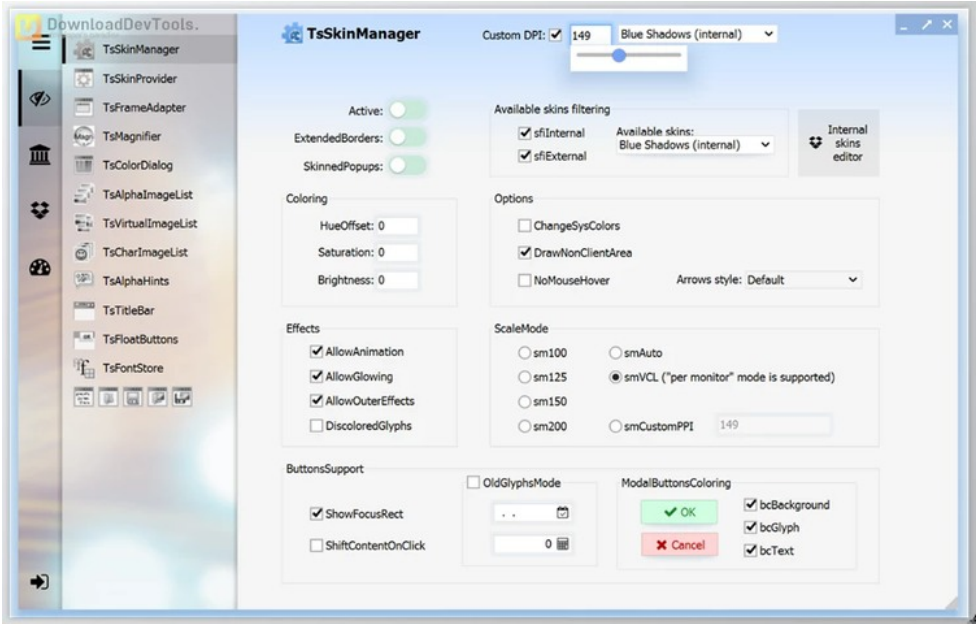 DownloadDevTools.
TsSkinManager
TsSkinProvider
TsFrameAdapter
Magn
TsMagnifier
TsColorDialog
TsAlphaImageList
TsVirtualImageList
TsCharImageList
TsAlphaHints
TsTitleBar
TsFloatButtons
TsFontStore
TsSkinManager
Custom DPI: 149 Blue Shadows (internal)
Active:
ExtendedBorders:
SkinnedPopups:
Available skins filtering
sfiInternal
sfiExternal
Available skins:
Blue Shadows (internal)
Internal
skins
editor
Coloring
HueOffset: 0
Saturation: 0
Brightness: 0
Options
ChangeSysColors
DrawNonClientArea
NoMouseHover
Arrows style: Default
Effects
AllowAnimation
AllowGlowing
AllowOuterEffects
DiscoloredGlyphs
ScaleMode
sm100
sm125
sm150
sm200
smAuto
smVCL ("per monitor" mode is supported)
smCustomPPI 149
ButtonsSupport
ShowFocusRect
ShiftContentOnClick
OldGlyphsMode
. .
0
ModalButtonsColoring
OK
Cancel
bcBackground
bcGlyph
bcText